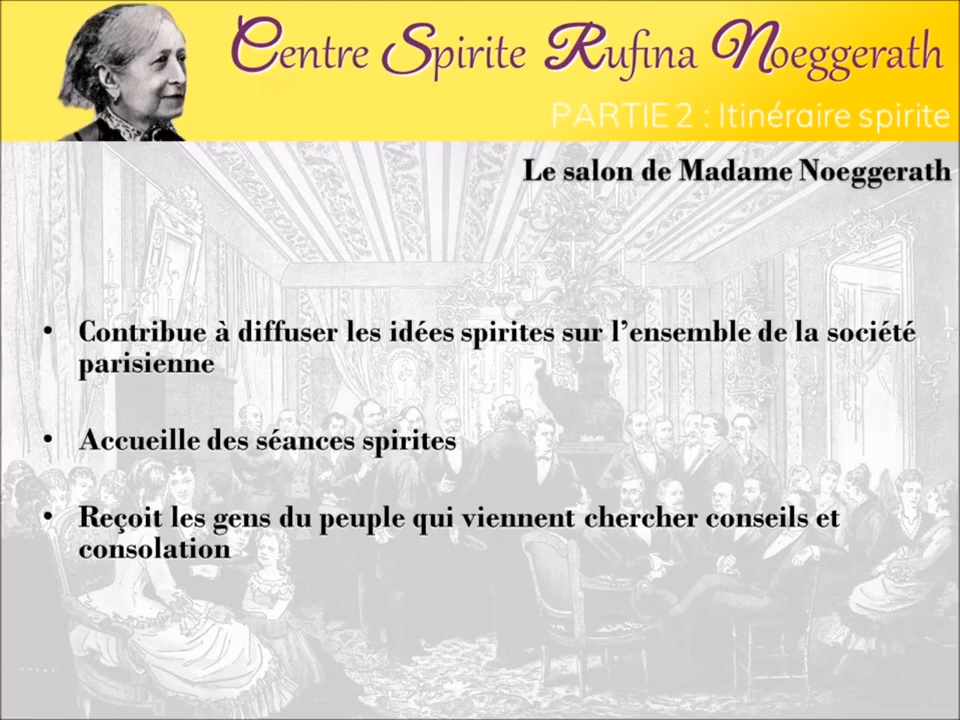 Centre Spirite Rufina Noeggerath
PARTIE 2 : Itinéraire spirite
Le salon de Madame Noeggerath
• Contribue à diffuser les idées spirites sur l’ensemble de la société
parisienne
• Accueille des séances spirites
• Reçoit les gens du peuple qui viennent chercher conseils et
consolation